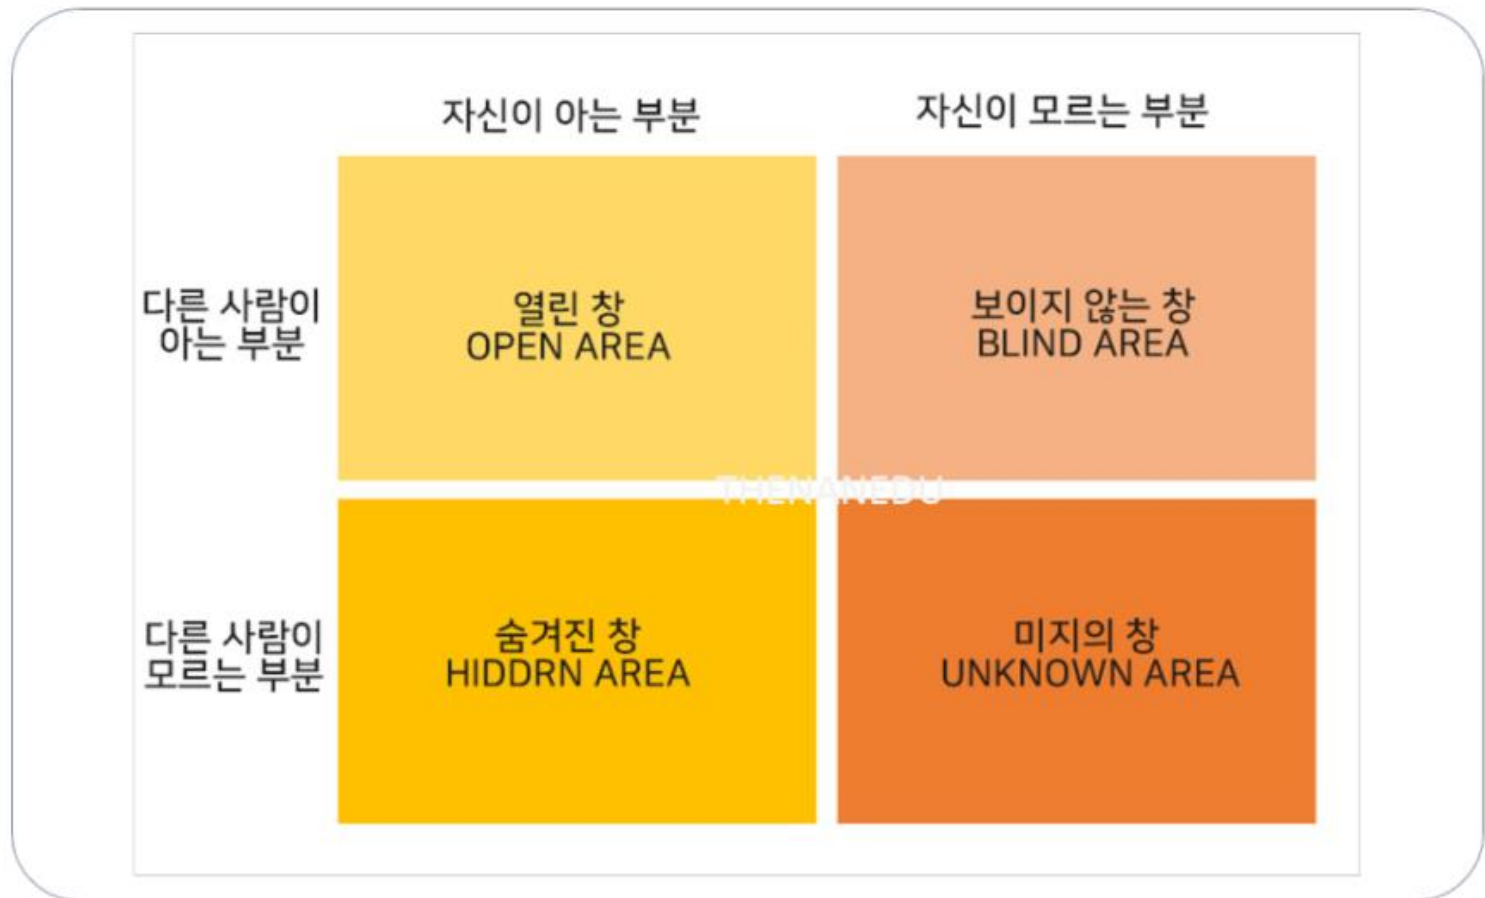 자신이 아는 부분
자신이 모르는 부분
다른 사람이
아는 부분
열린 창
OPEN AREA
보이지 않는 창
BLIND AREA
THENANEDU
다른 사람이
모르는 부분
숨겨진 창
HIDDRN AREA
미지의 창
UNKNOWN AREA